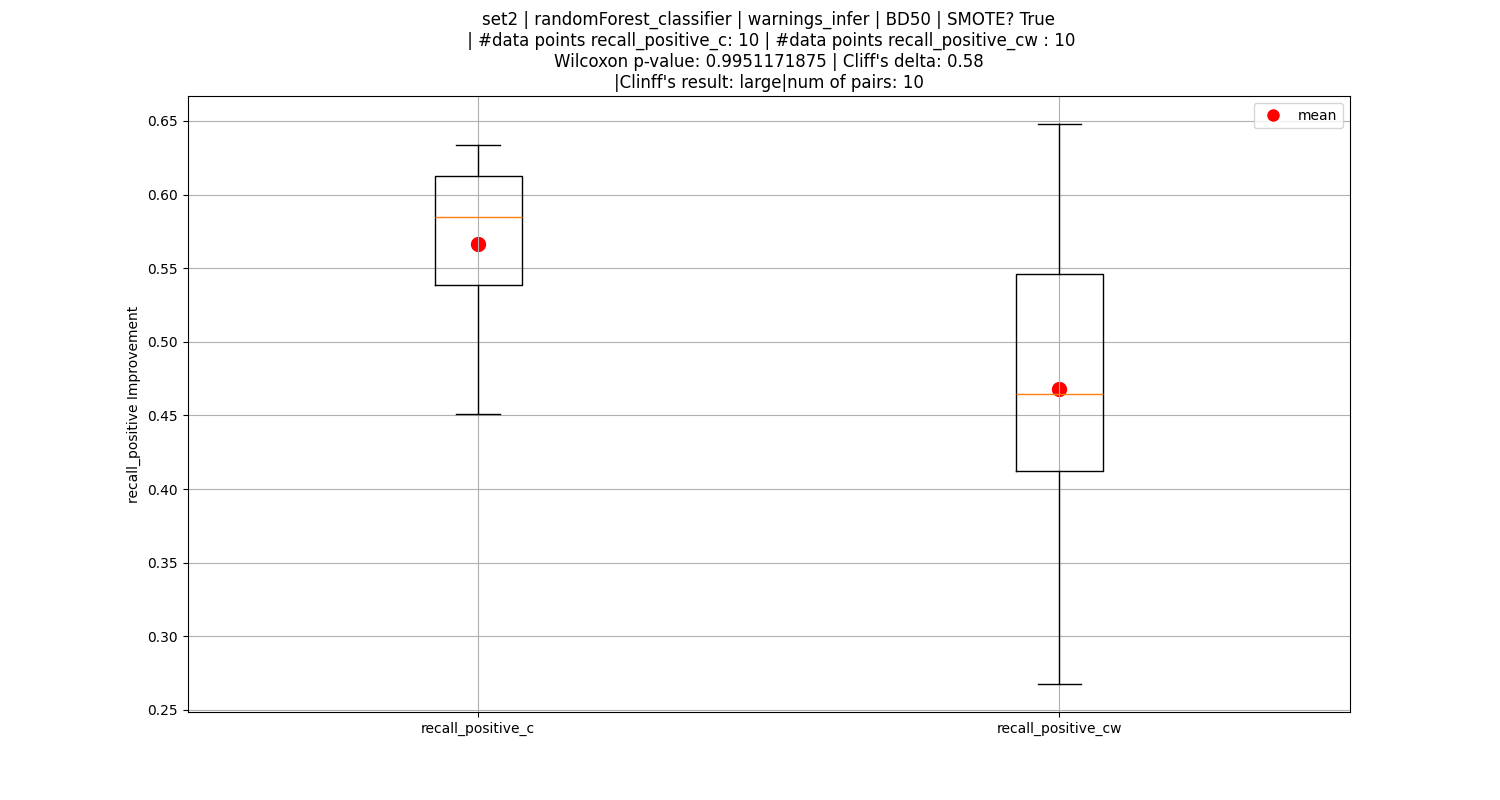 set2 | randomForest_classifier | warnings_infer | BD50 | SMOTE? True
| #data points recall_positive_c: 10 | #data points recall_positive_cw : 10
Wilcoxon p-value: 0.9951171875 | Cliff's delta: 0.58
|Clinff's result: large|num of pairs: 10
mean
0.65
0.60
0.55
0.50
0.45
0.40
0.35
0.30
0.25
recall_positive Improvement
recall_positive_c
recall_positive_cw